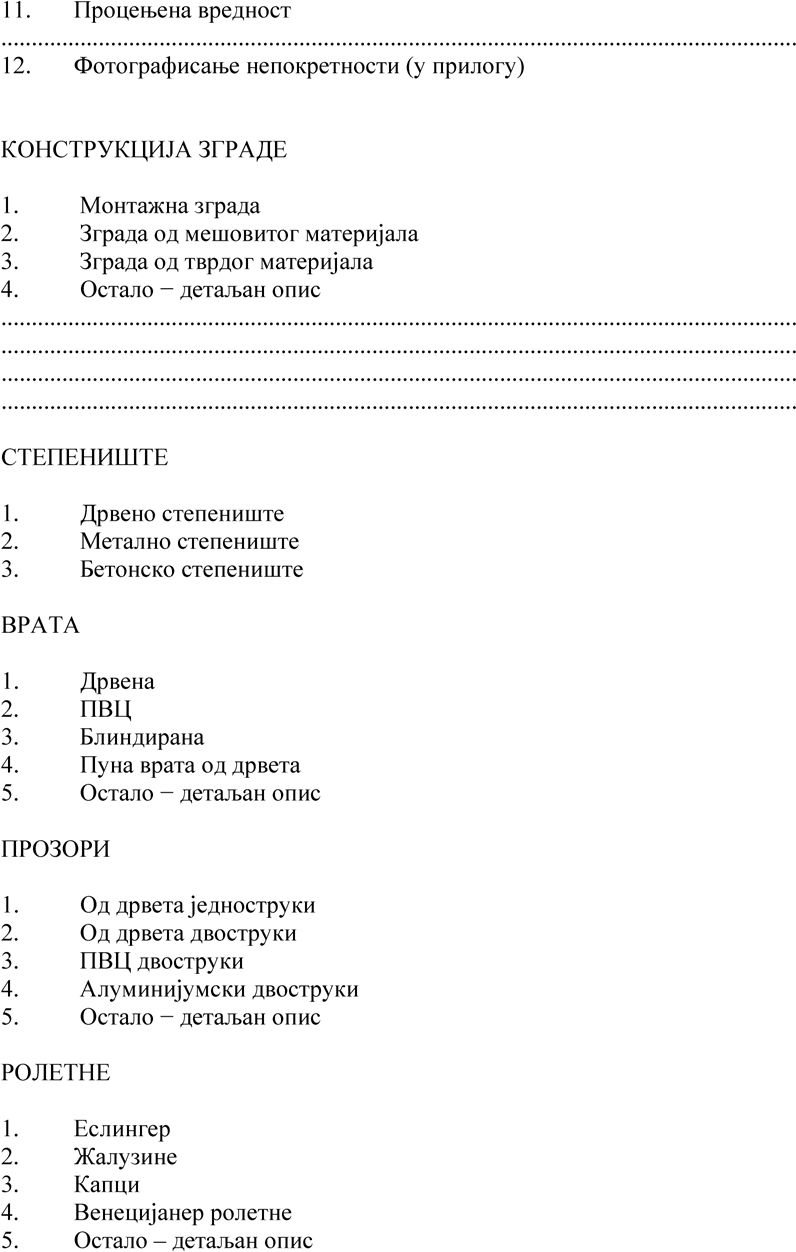 11. Процењена вредност
....................................................................................................................................
12. Фотографисање непокретности (у прилогу)
КОНСТРУКЦИЈА ЗГРАДЕ
1. Монтажна зграда
2. Зграда од мешовитог материјала
3. Зграда од тврдог материјала
4. Остало − детаљан опис
....................................................................................................................................
....................................................................................................................................
....................................................................................................................................
....................................................................................................................................
СТЕПЕНИШТЕ
1. Дрвено степениште
2. Метално степениште
3. Бетонско степениште
ВРАТА
1. Дрвена
2. ПВЦ
3. Блиндирана
4. Пуна врата од дрвета
5. Остало − детаљан опис
ПРОЗОРИ
1. Од дрвета једноструки
2. Од дрвета двоструки
3. ПВЦ двоструки
4. Алуминијумски двоструки
5. Остало − детаљан опис
РОЛЕТНЕ
1. Еслингер
2. Жалузине
3. Капци
4. Венецијанер ролетне
5. Остало – детаљан опис